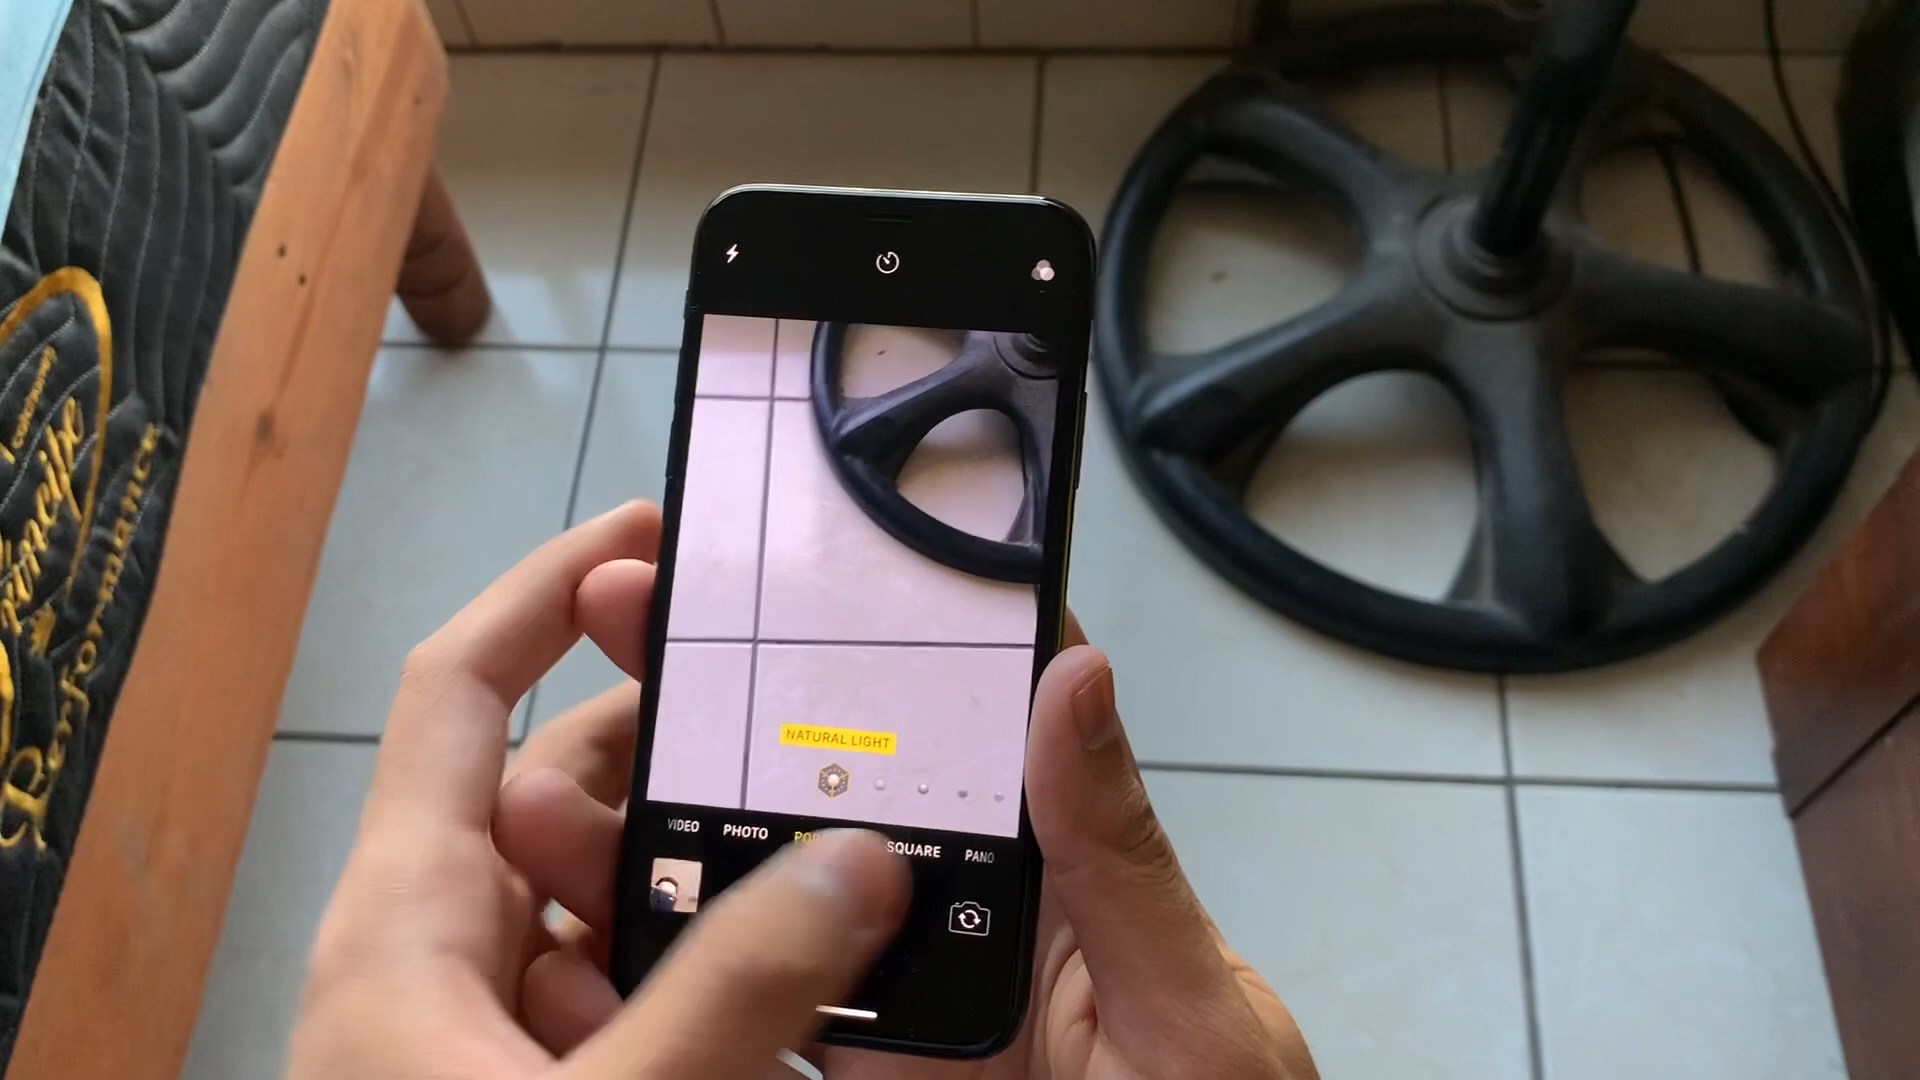 NATURAL LIGHT
VIDEO
PHOTO
SQUARE
PANO
Performance